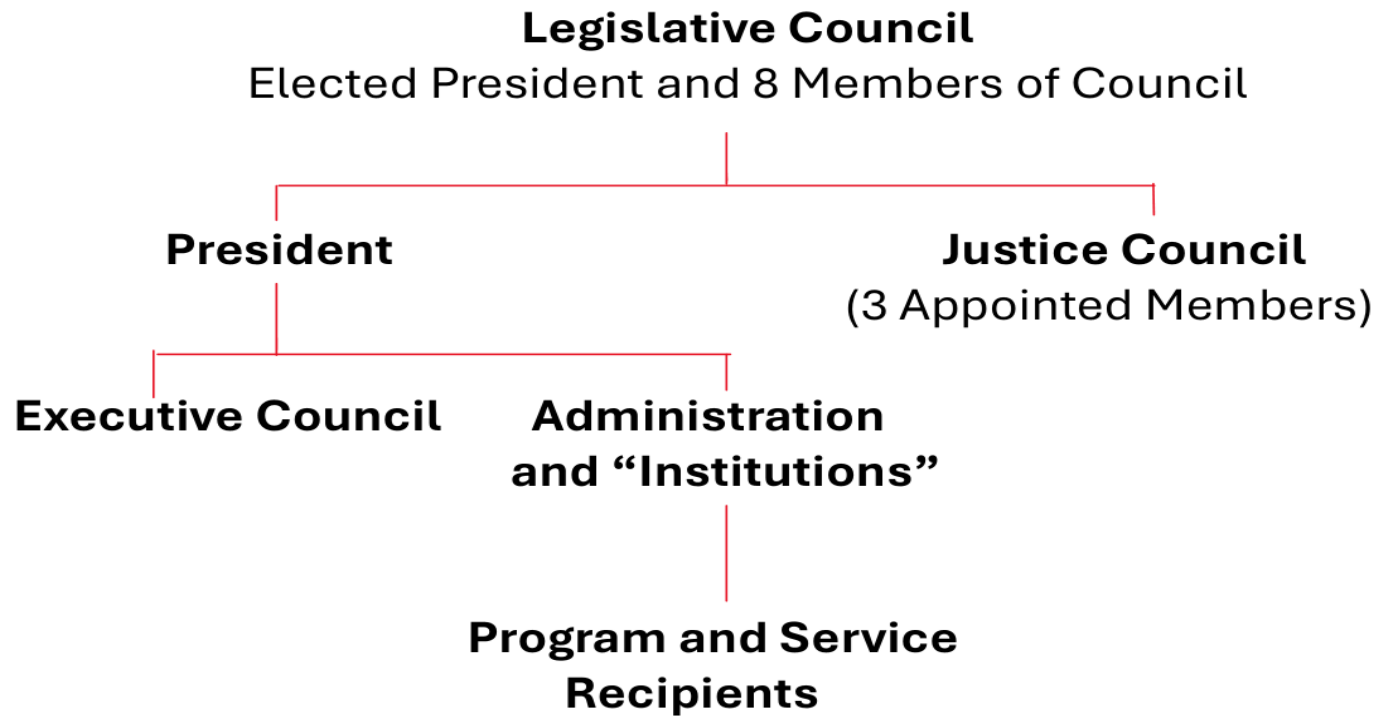 Legislative Council
Elected President and 8 Members of Council
President
Justice Council
(3 Appointed Members)
Executive Council
Administration
and “Institutions”
Program and Service
Recipients